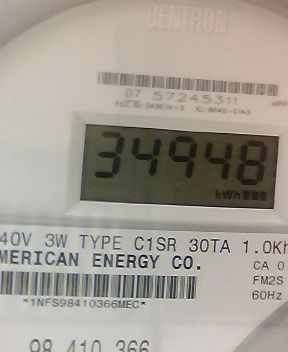 CENTRON®
07 57245311
34948
kWh
40V 3W TYPE C1SR 30TA 1.0Kh
MERICAN ENERGY CO.
CA 0
FM2S
60Hz
*1NFS98410366MEC*
98 410 366